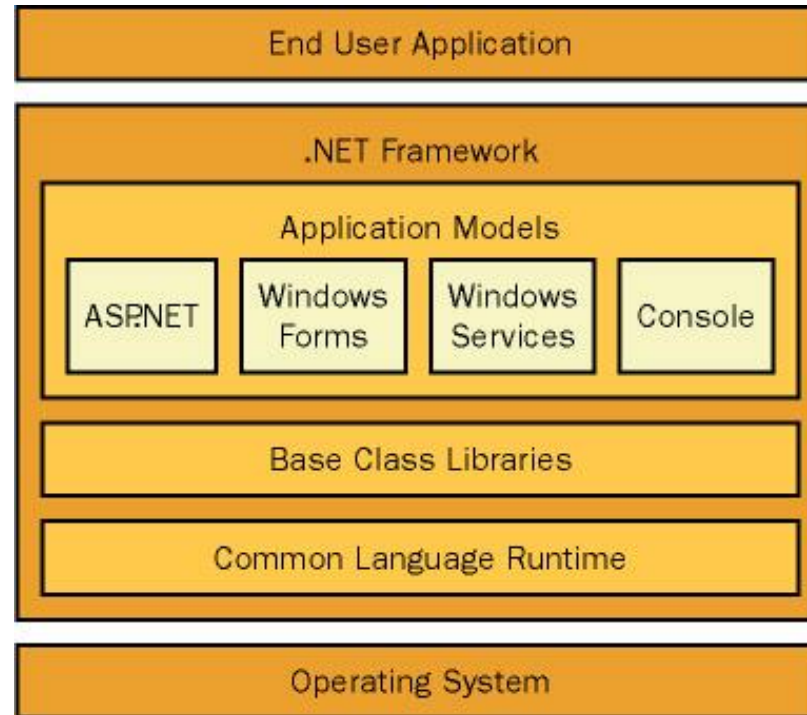 End User Application
.NET Framework
Application Models
ASP.NET
Windows
Forms
Windows
Services
Console
Base Class Libraries
Common Language Runtime
Operating System